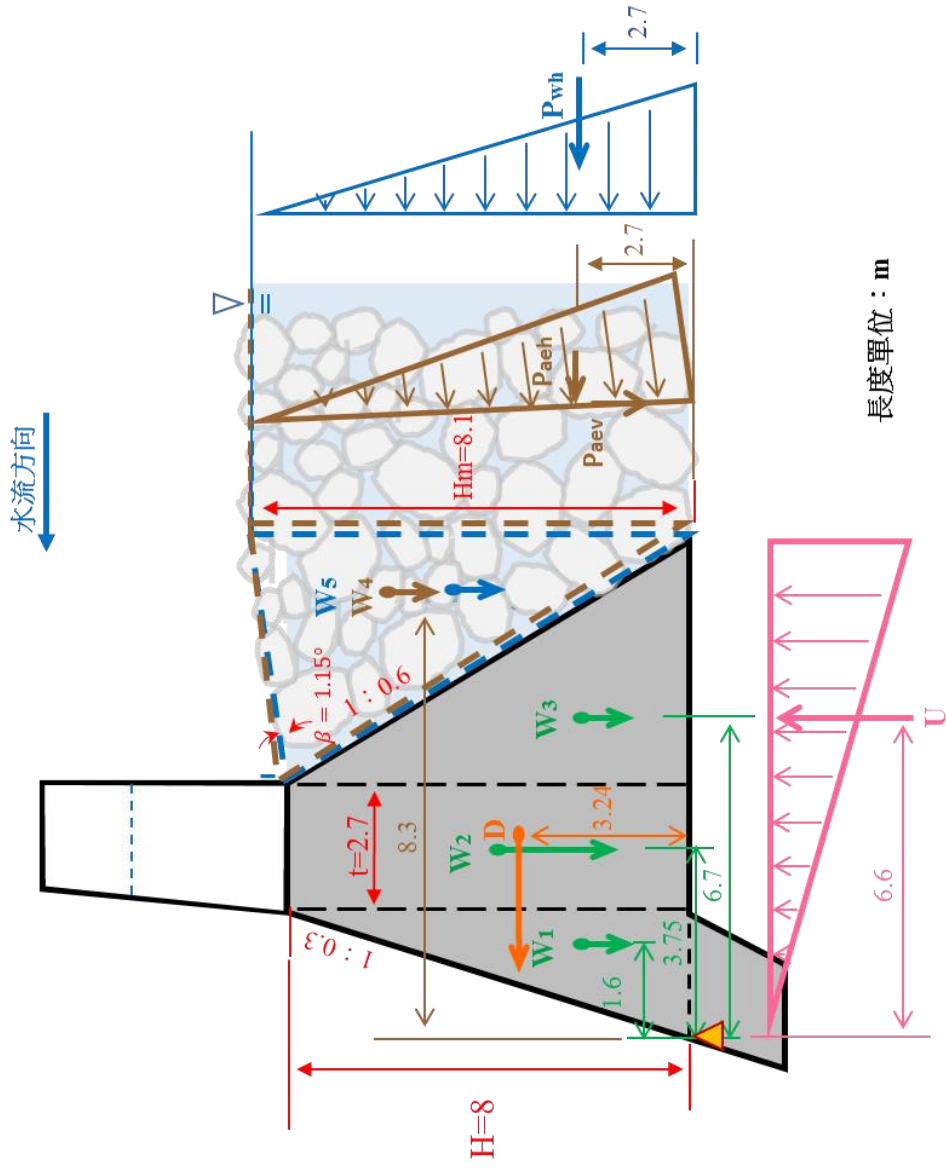 水流方向
▽
=
β = 1.15°
1：0.6
W5
W4
Hm=8.1
Paeh
Paev
2.7
Pwh
2.7
t=2.7
8.3
1：0.3
H=8
D
W2
W1
W3
3.24
1.6
3.75
6.7
6.6
U
長度單位：m